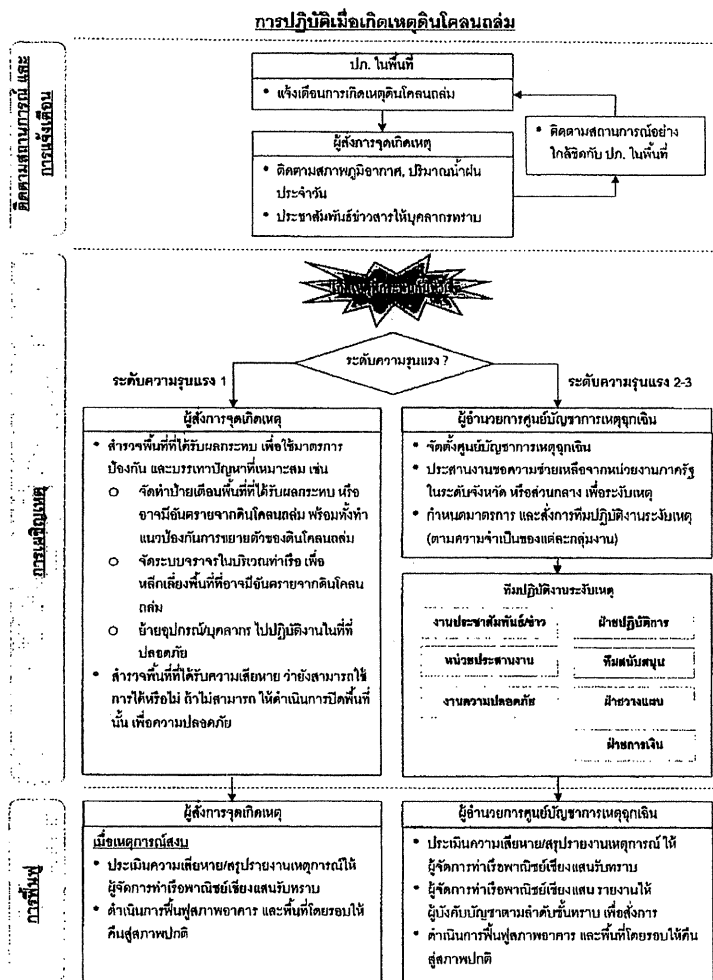 การปฏิบัติเมื่อเกิดเหตุดินโคลนถล่ม
ติดตามสถานการณ์ และ
การแจ้งเตือน
ปภ. ในพื้นที่
• แจ้งเตือนการเกิดเหตุดินโคลนถล่ม
ผู้สั่งการจุดเกิดเหตุ
• ติดตามสภาพภูมิอากาศ, ปริมาณน้ำฝน
ประจำวัน
• ประชาสัมพันธ์ข่าวสารให้บุคลากรทราบ
• ติดตามสถานการณ์อย่าง
ใกล้ชิดกับ ปภ. ในพื้นที่
การเผชิญเหตุ
ระดับความรุนแรง ?
ระดับความรุนแรง 1
ระดับความรุนแรง 2-3
ผู้สั่งการจุดเกิดเหตุ
• สำรวจพื้นที่ที่ได้รับผลกระทบ เพื่อใช้มาตรการ
ป้องกัน และบรรเทาปัญหาที่เหมาะสม เช่น
o จัดทำป้ายเตือนพื้นที่ที่ได้รับผลกระทบ หรือ
อาจมีอันตรายจากดินโคลนถล่ม พร้อมทั้งทำ
แนวป้องกันการขยายตัวของดินโคลนถล่ม
o จัดระบบจราจรในบริเวณท่าเรือ เพื่อ
หลีกเลี่ยงพื้นที่ที่อาจมีอันตรายจากดินโคลน
ถล่ม
o ย้ายอุปกรณ์/บุคลากร ไปปฏิบัติงานในที่ที่
ปลอดภัย
• สำรวจพื้นที่ที่ได้รับความเสียหาย ว่ายังสามารถใช้
การได้หรือไม่ ถ้าไม่สามารถ ให้ดำเนินการปิดพื้นที่
นั้น เพื่อความปลอดภัย
ผู้อำนวยการศูนย์บัญชาการเหตุฉุกเฉิน
• จัดตั้งศูนย์บัญชาการเหตุฉุกเฉิน
• ประสานงานขอความช่วยเหลือจากหน่วยงานภาครัฐ
ในระดับจังหวัด หรือส่วนกลาง เพื่อระงับเหตุ
• กำหนดมาตรการ และสั่งการทีมปฏิบัติงานระงับเหตุ
(ตามความจำเป็นของแต่ละกลุ่มงาน)
ทีมปฏิบัติงานระงับเหตุ
งานประชาสัมพันธ์/ข่าว
ฝ่ายปฏิบัติการ
หน่วยประสานงาน
ทีมสนับสนุน
งานความปลอดภัย
ฝ่ายวางแผน
ฝ่ายการเงิน
การฟื้นฟู
ผู้สั่งการจุดเกิดเหตุ
เมื่อเหตุการณ์สงบ
• ประเมินความเสียหาย/สรุปรายงานเหตุการณ์ให้
ผู้จัดการท่าเรือพาณิชย์เชียงแสนรับทราบ
• ดำเนินการฟื้นฟูสภาพอาคาร และพื้นที่โดยรอบให้
คืนสู่สภาพปกติ
ผู้อำนวยการศูนย์บัญชาการเหตุฉุกเฉิน
• ประเมินความเสียหาย/สรุปรายงานเหตุการณ์ ให้
ผู้จัดการท่าเรือพาณิชย์เชียงแสนรับทราบ
• ผู้จัดการท่าเรือพาณิชย์เชียงแสน รายงานให้
ผู้บังคับบัญชาตามลำดับชั้นทราบ เพื่อสั่งการ
• ดำเนินการฟื้นฟูสภาพอาคาร และพื้นที่โดยรอบให้คืน
สู่สภาพปกติ